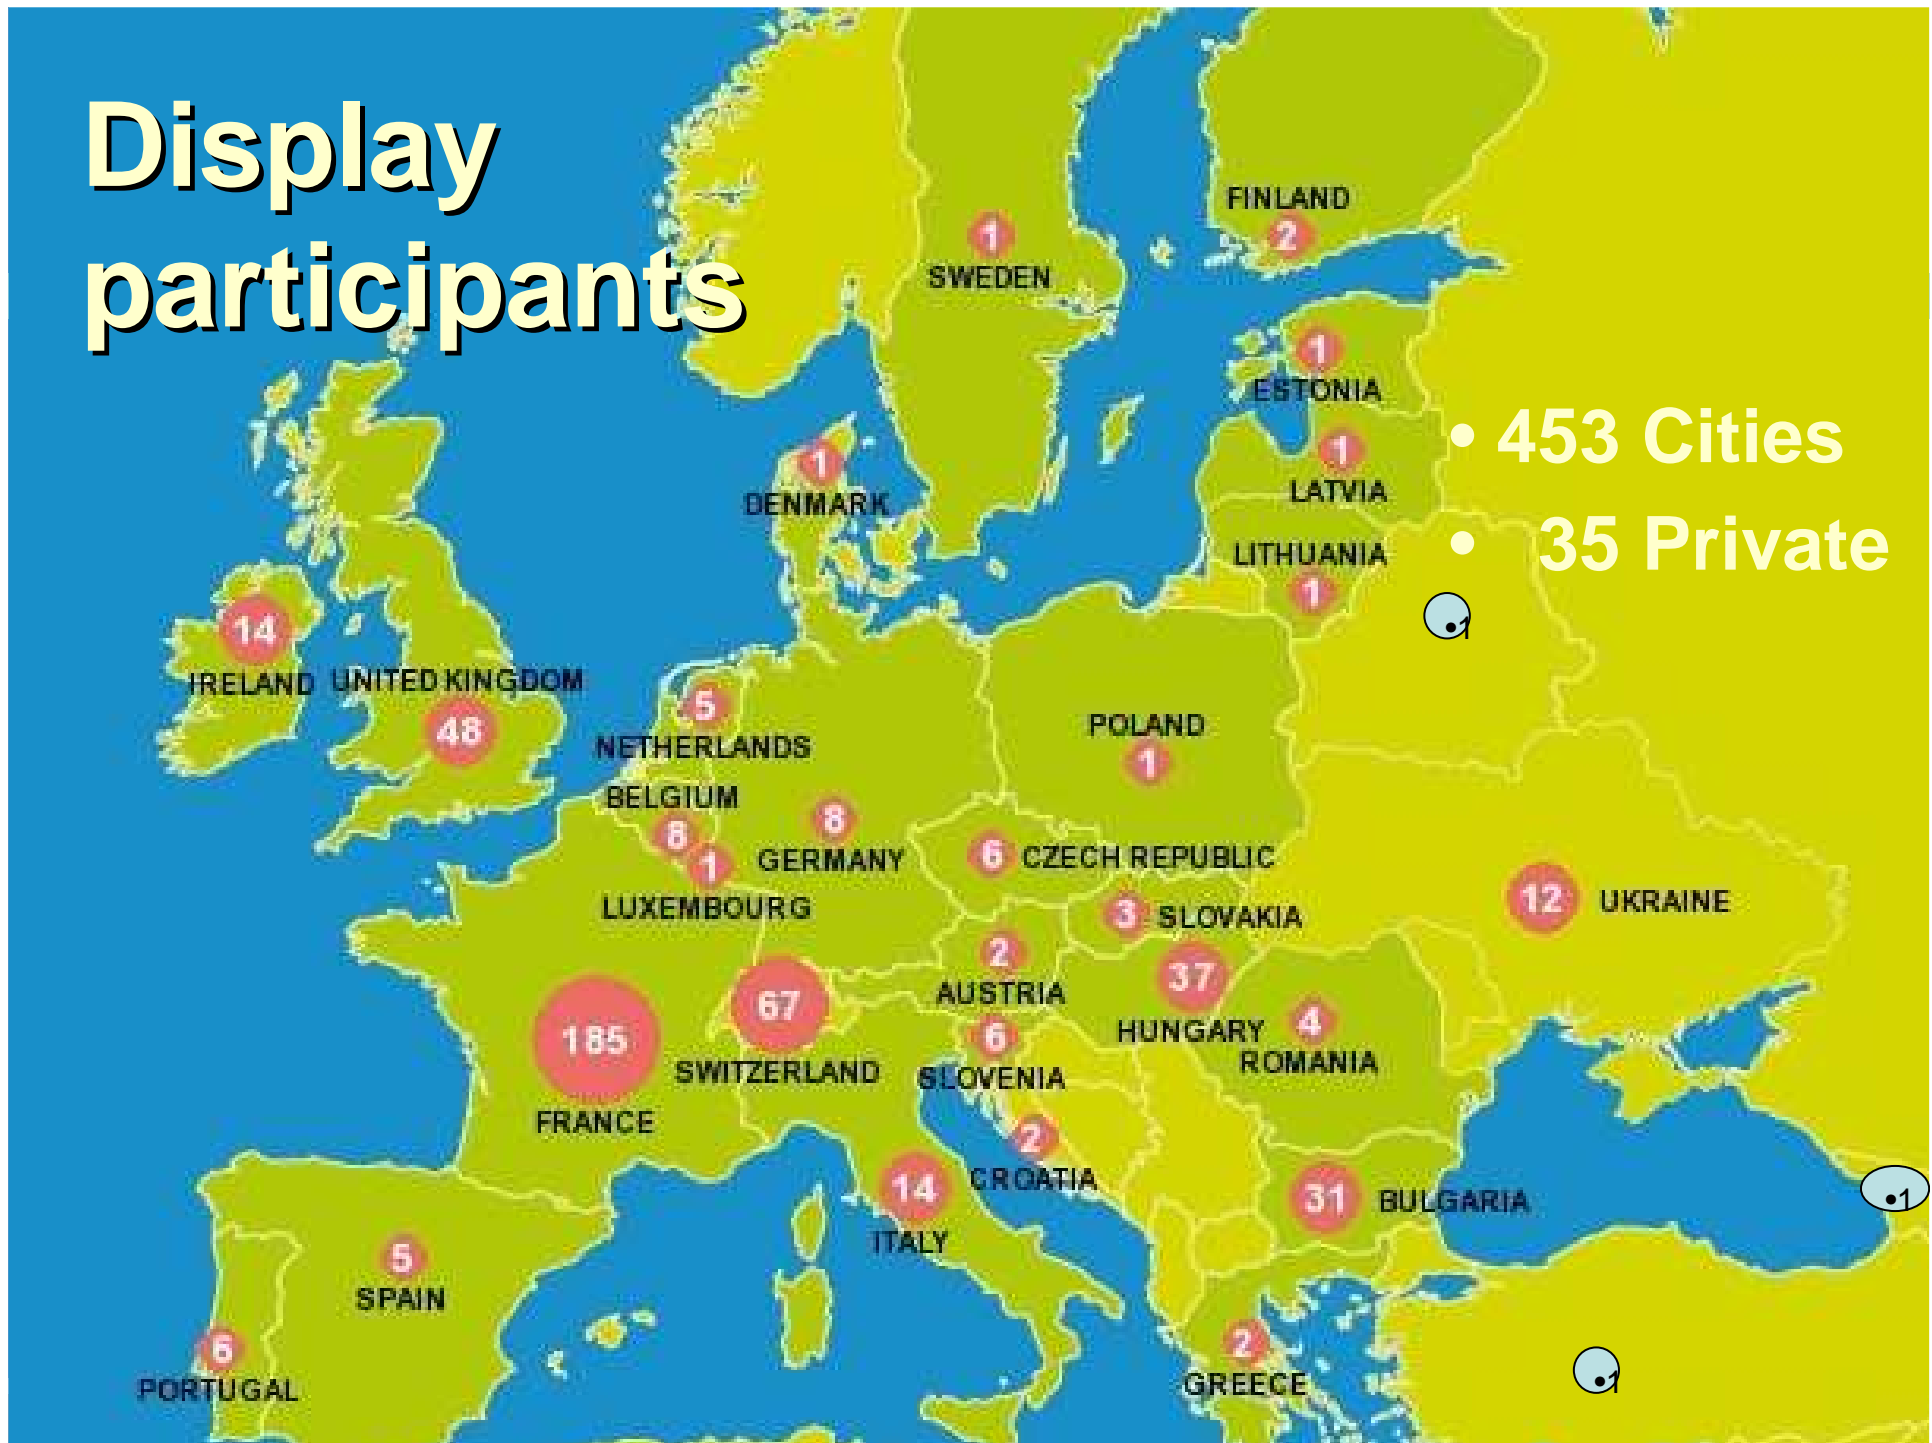 Display
participants
FINLAND
2
1
SWEDEN
1
ESTONIA
• 453 Cities
1
LATVIA
1
DENMARK
• 35 Private
LITHUANIA
1
•1
14
IRELAND
UNITED KINGDOM
48
5
NETHERLANDS
POLAND
1
BELGIUM
8
1
LUXEMBOURG
8
GERMANY
6 CZECH REPUBLIC
3 SLOVAKIA
12 UKRAINE
2
AUSTRIA
37
HUNGARY
4
ROMANIA
67
SWITZERLAND
185
FRANCE
6
SLOVENIA
2
CROATIA
14
ITALY
31 BULGARIA
•1
5
SPAIN
6
PORTUGAL
2
GREECE
•1